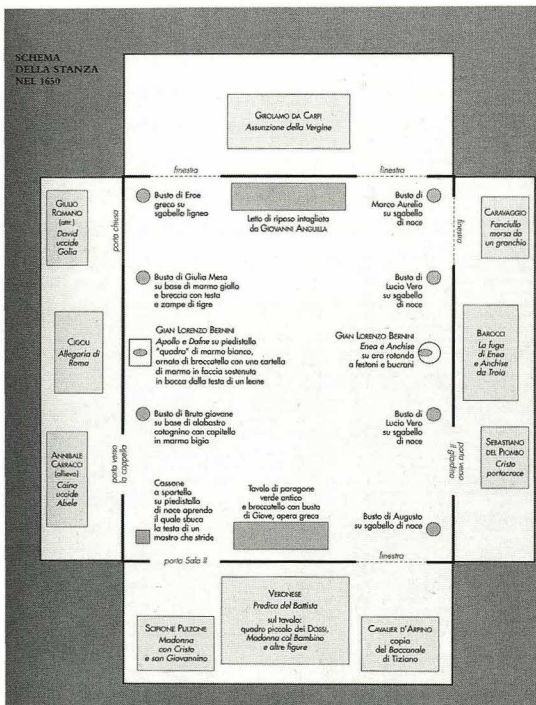 SCHEMA
DELLA STANZA
NEL 1650
GIROLAMO DA CARPI
Assunzione della Vergine
finestra
finestra
GIULIO
ROMANO
(attr.)
David
uccide
Golia
porta chiusa
Busto di Eroe
greco su
sgabello ligneo
Letto di riposo intagliato
da GIOVANNI ANGUILLA
Busto di
Marco Aurelio
su sgabello
di noce
finestra
CARAVAGGIO
Fanciullo
morso da
un granchio
Busto di Giulia Mesa
su base di marmo giallo
e breccia con testa
e zampe di tigre
Busto di
Lucio Vero
su sgabello
di noce
CIGOLI
Allegoria di
Roma
GIAN LORENZO BERNINI
Apollo e Dafne su piedistallo
"quadro" di marmo bianco,
ornato di broccatello con una cartella
di marmo in faccia sostenuta
in bocca dalla testa di un leone
GIAN LORENZO BERNINI
Enea e Anchise
su ara rotonda
a festoni e bucrani
BAROCCI
La fuga
di Enea
e Anchise
da Troia
Busto di Bruto giovane
su base di alabastro
cotognino con capitello
in marmo bigio
Busto di
Lucio Vero
su sgabello
di noce
ANNIBALE
CARRACCI
(allievo)
Caino
uccide
Abele
porta verso
la cappella
porta verso
il giardino
SEBASTIANO
DEL PIOMBO
Cristo
portacroce
Cassone
a sportello
su piedistallo
di noce aprendo
il quale sbuca
la testa di un
mostro che stride
Tavolo di paragone
verde antico
e broccatello con busto
di Giove, opera greca
Busto di Augusto
su sgabello di noce
porta Sala II
finestra
SCIPIONE PULZONE
Madonna
con Cristo
e san Giovannino
VERONESE
Predica del Battista
sul tavolo:
quadro piccolo dei DOSSI,
Madonna col Bambino
e altre figure
CAVALIER D'ARPINO
copia
del Baccanale
di Tiziano